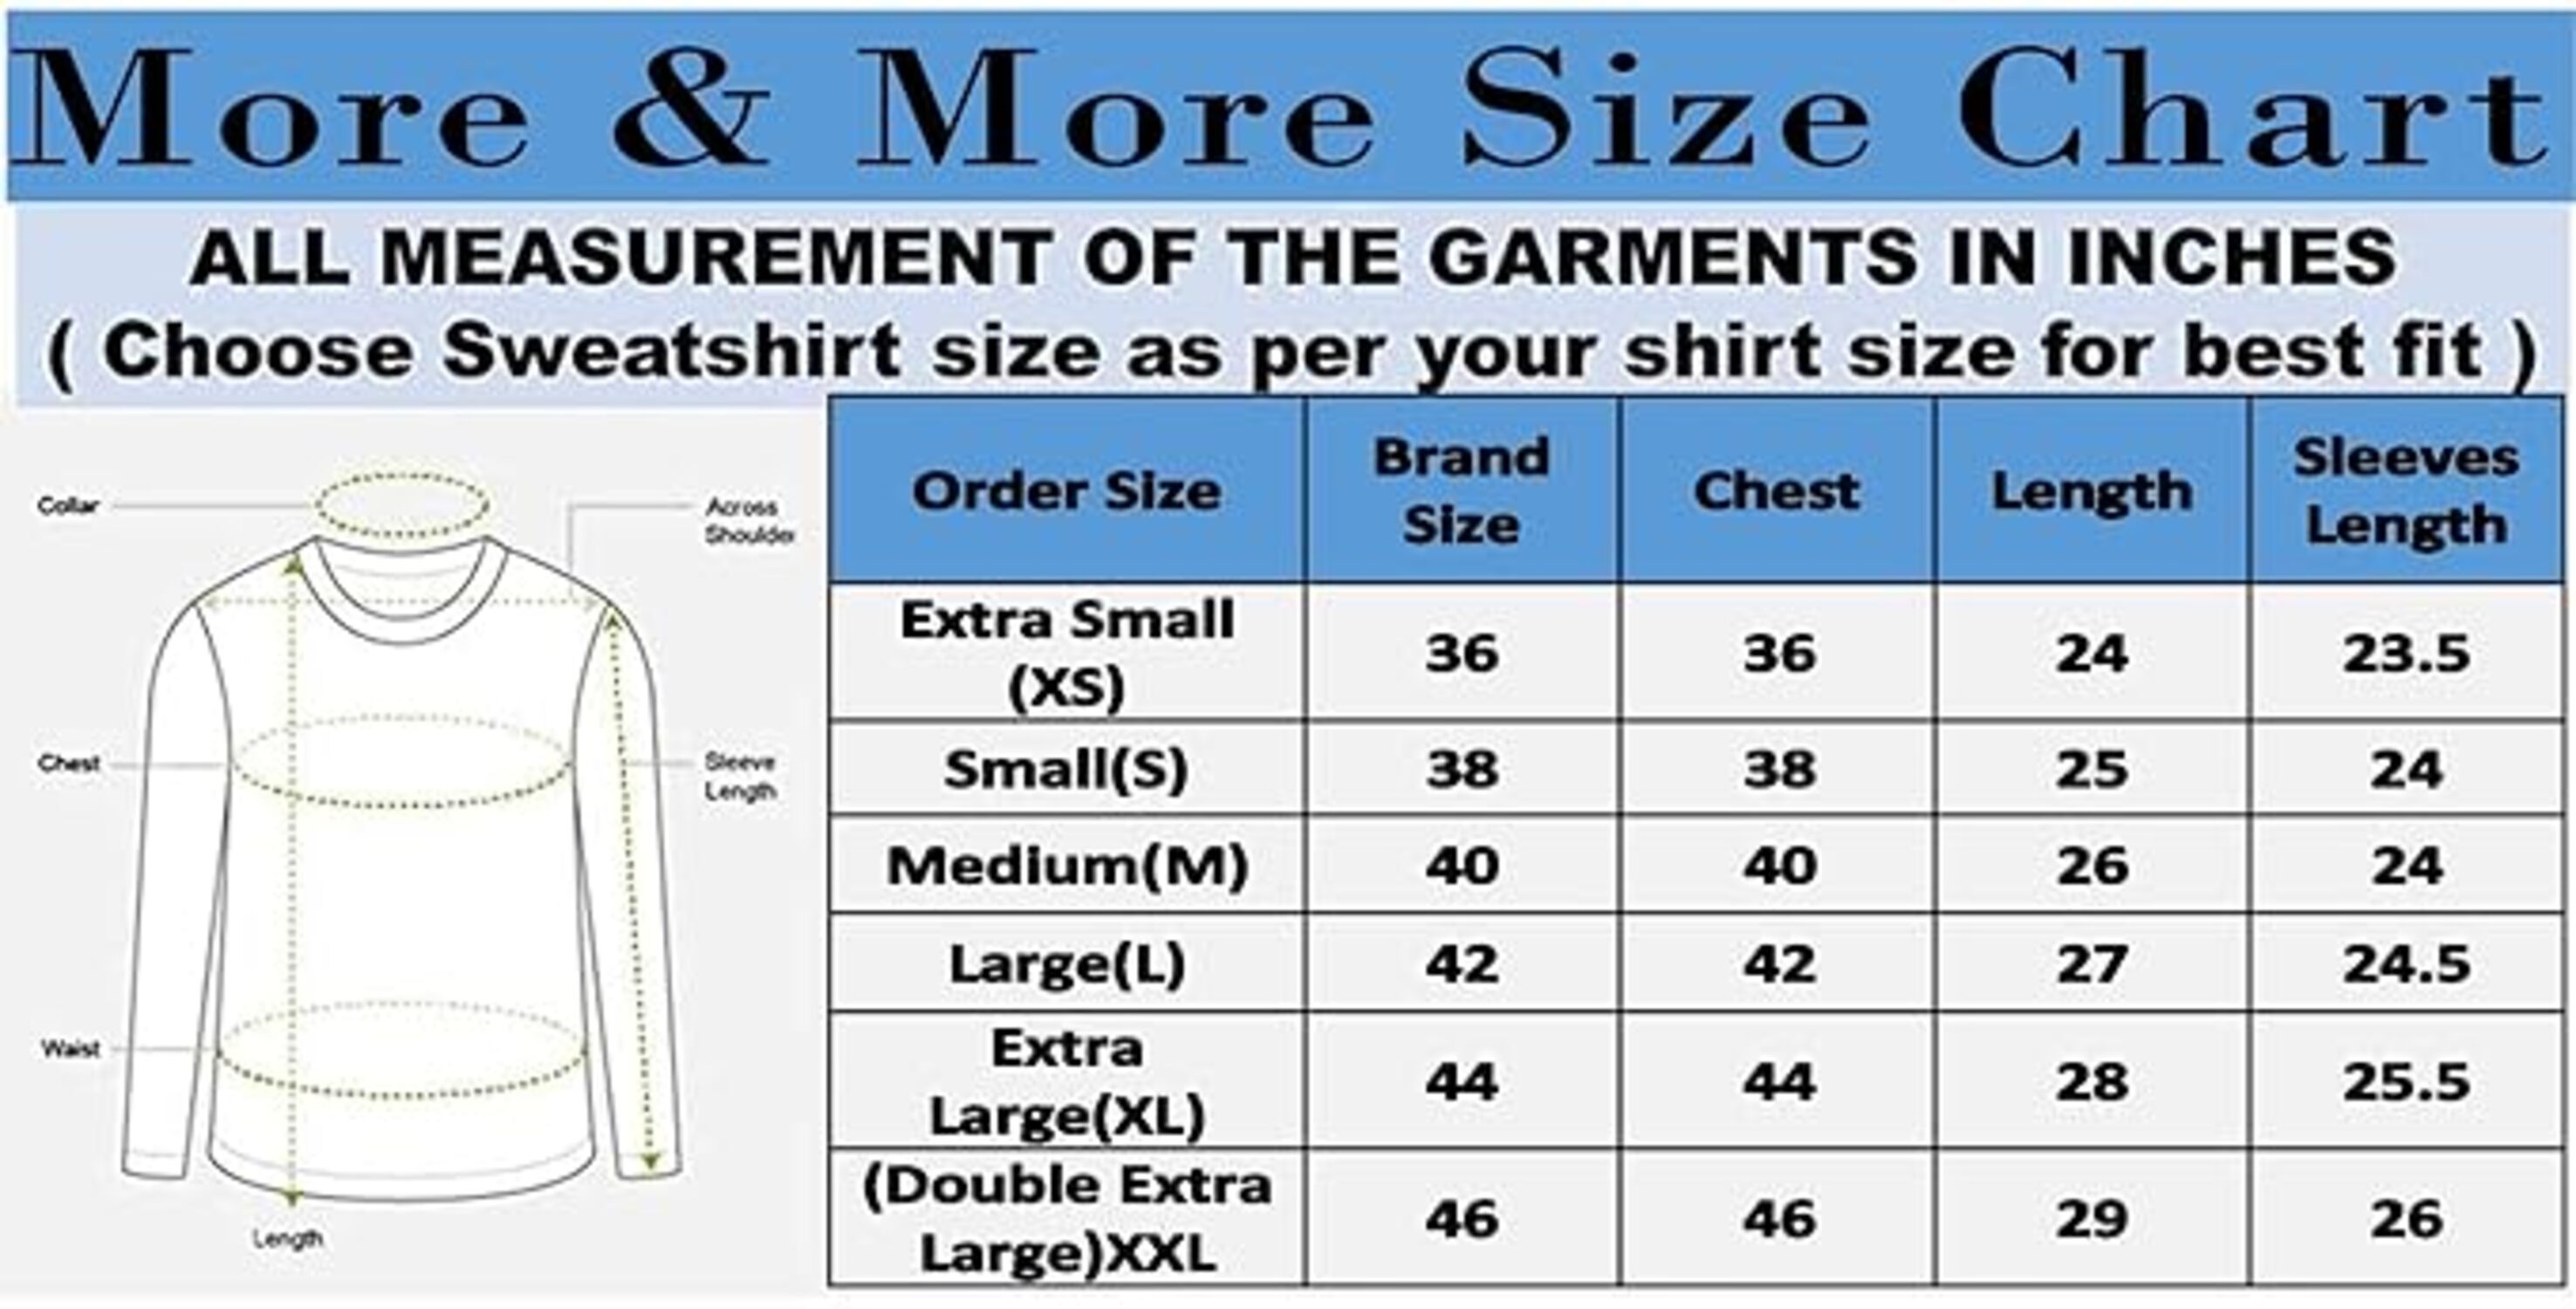 More & More Size Chart
ALL MEASUREMENT OF THE GARMENTS IN INCHES
( Choose Sweatshirt size as per your shirt size for best fit )
Collar
Across
Shoulder
Chest
Sleeve
Length
Waist
Length
Order Size Brand Size Chest Length Sleeves Length
Extra Small (XS) 36 36 24 23.5
Small(S) 38 38 25 24
Medium(M) 40 40 26 24
Large(L) 42 42 27 24.5
Extra Large(XL) 44 44 28 25.5
(Double Extra Large)XXL 46 46 29 26